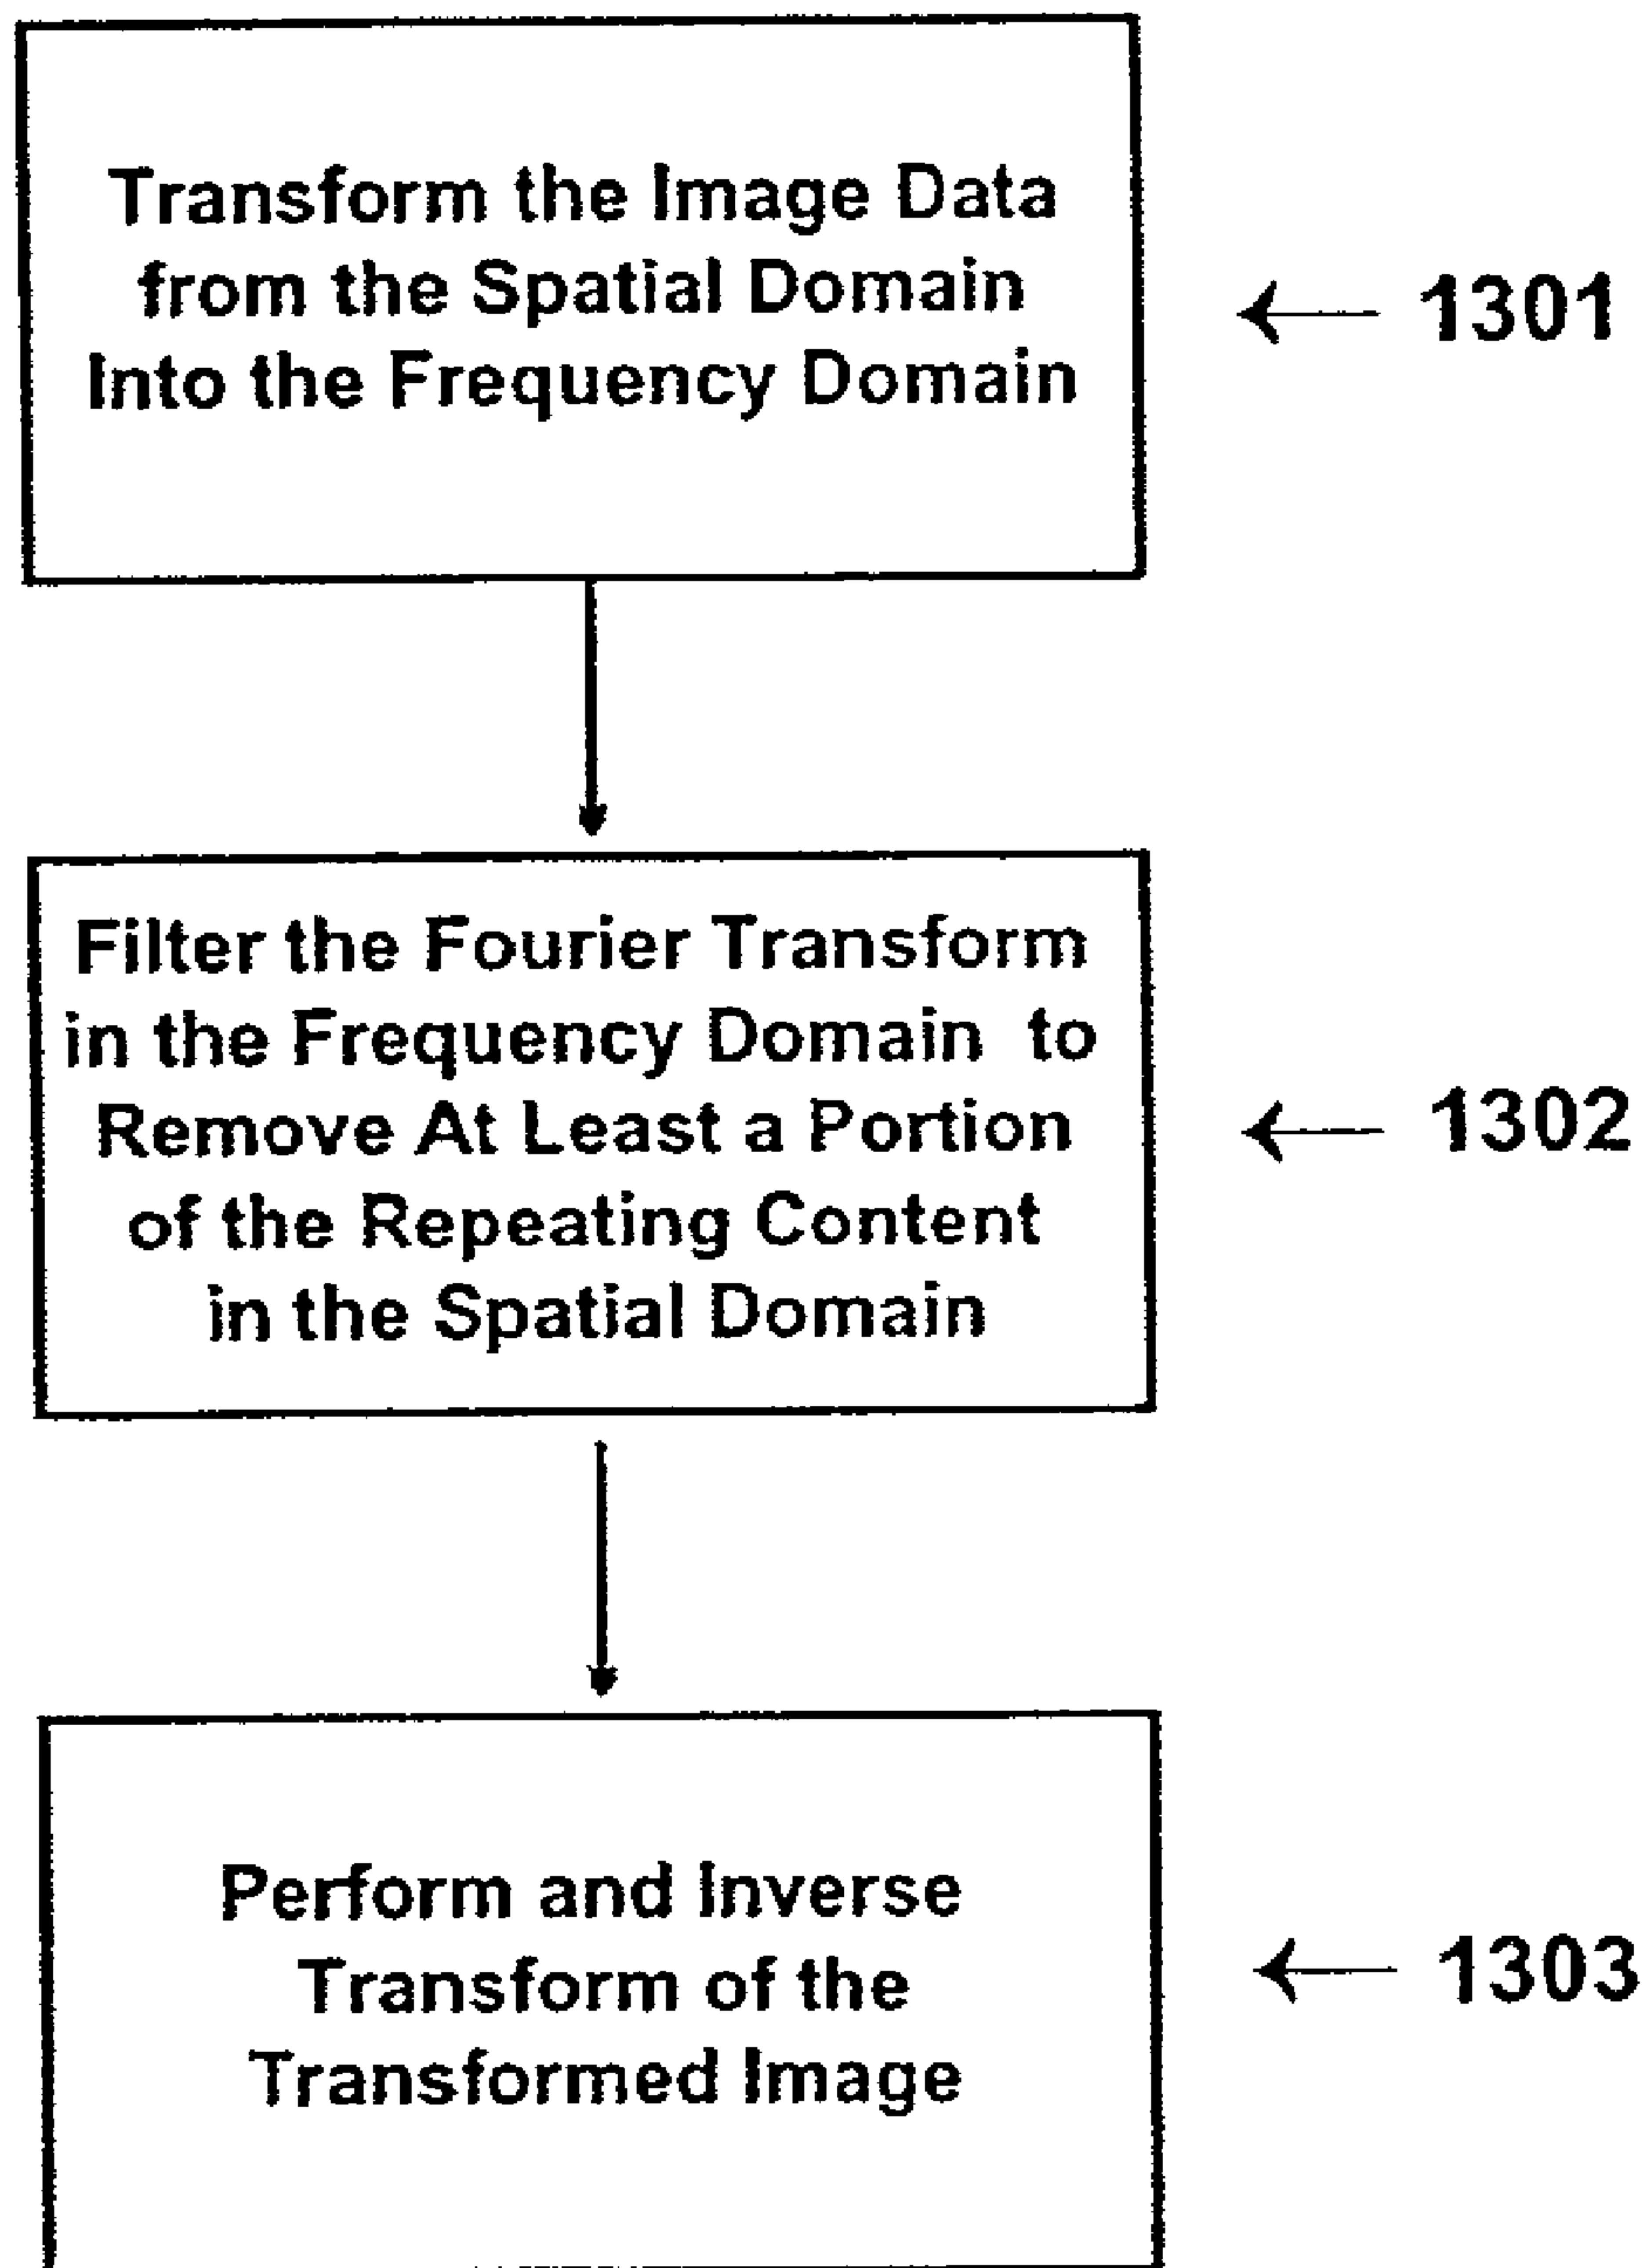 Transform the Image Data
from the Spatial Domain
Into the Frequency Domain
1301
Filter the Fourier Transform
in the Frequency Domain to
Remove At Least a Portion
of the Repeating Content
in the Spatial Domain
1302
Perform and Inverse
Transform of the
Transformed Image
1303